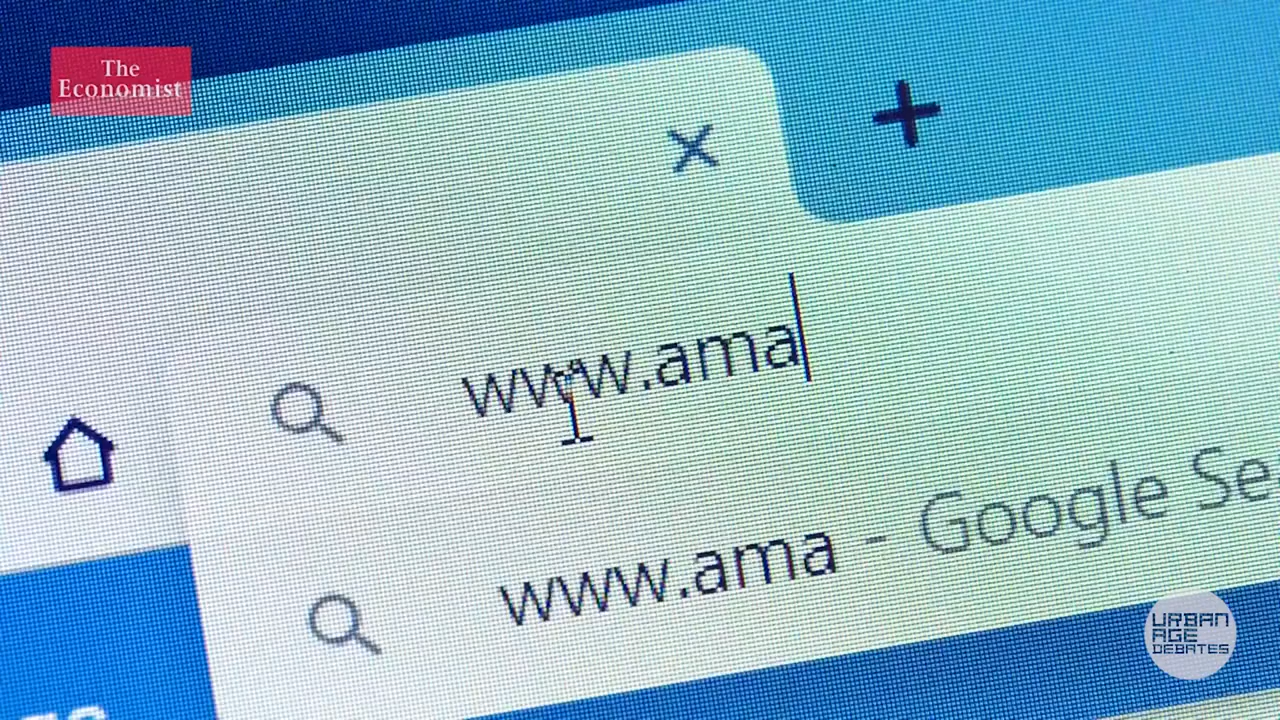 The
Economist
www.ama
www.ama - Google Se
URBAN
AGE
DEBATES